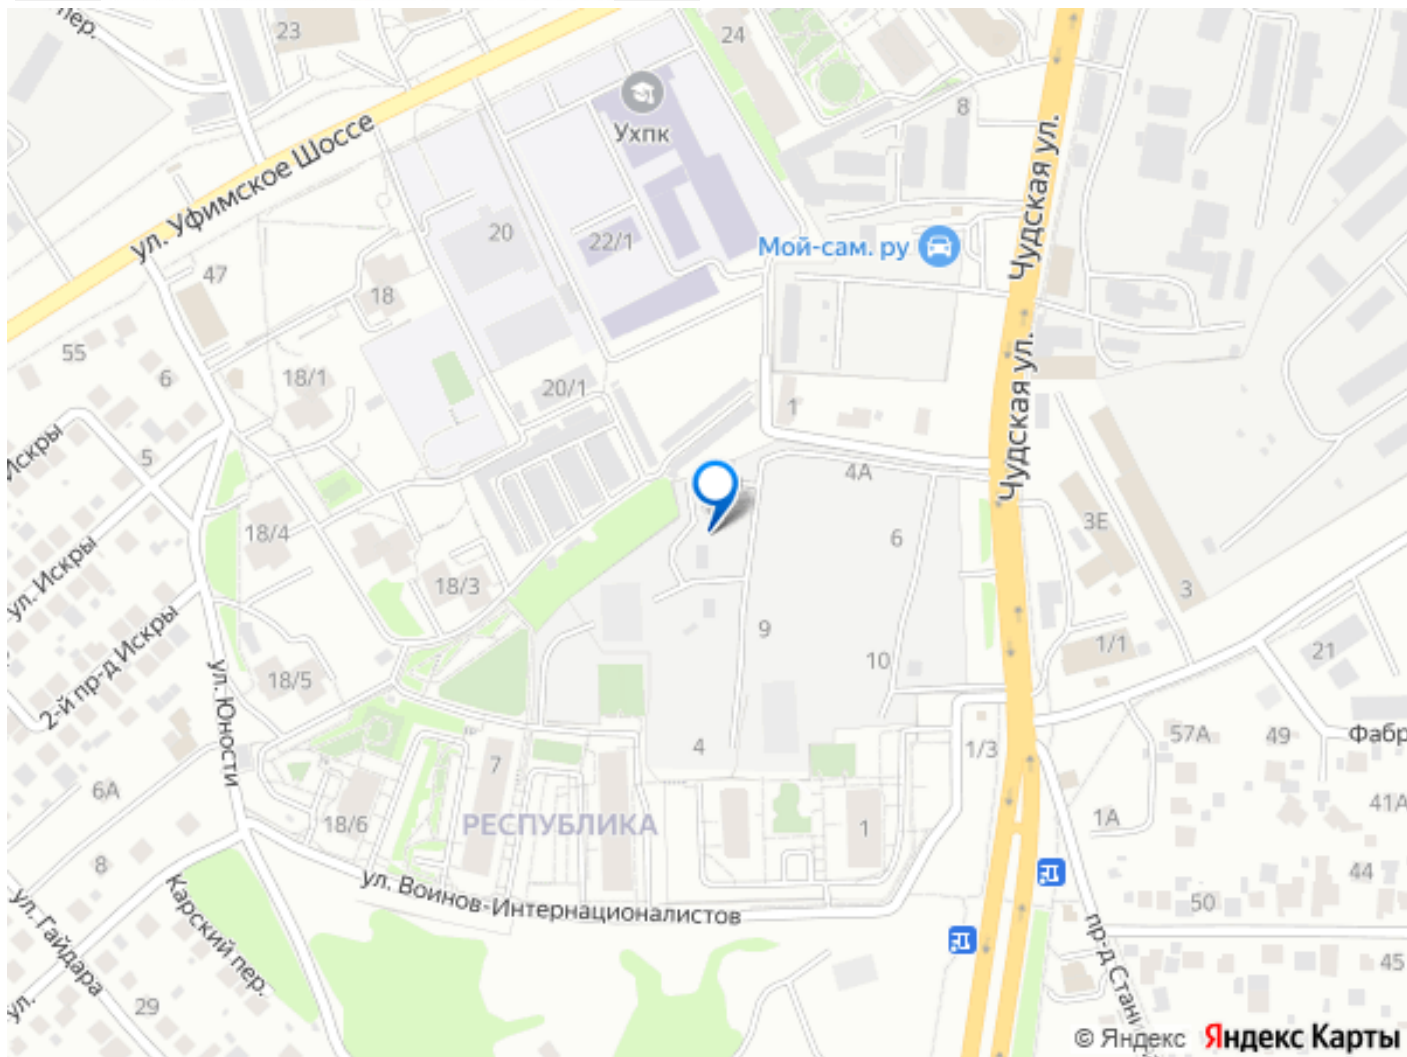 пер.
23
24
Ухпк
8
ул. Уфимское Шоссе
Чудская ул.
20
22/1
Мой-сам. ру
47
18
55
6
18/1
20/1
1
Чудская ул.
Искры
5
4А
18/4
3Е
6
ул. Искры
18/3
3
2-й пр-д Искры
9
1/1
21
10
ул. Юности
18/5
57А
49
Фабр
4
1/3
7
6А
41А
18/6
РЕСПУБЛИКА
1
1А
8
44
ул. Воинов-Интернационалистов
50
Карский пер.
ул. Гайдара
пр-д Стани
45
ул.
29
© Яндекс Яндекс Карты